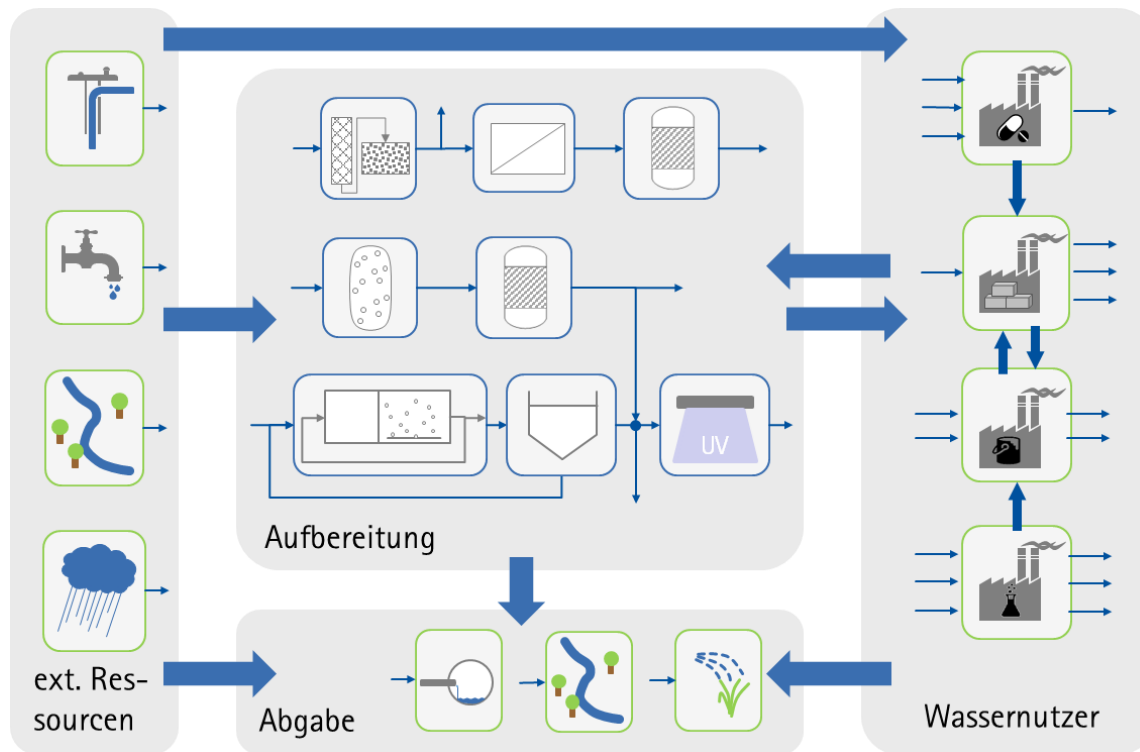 UV
Aufbereitung
ext. Res-
sourcen
Abgabe
Wassernutzer